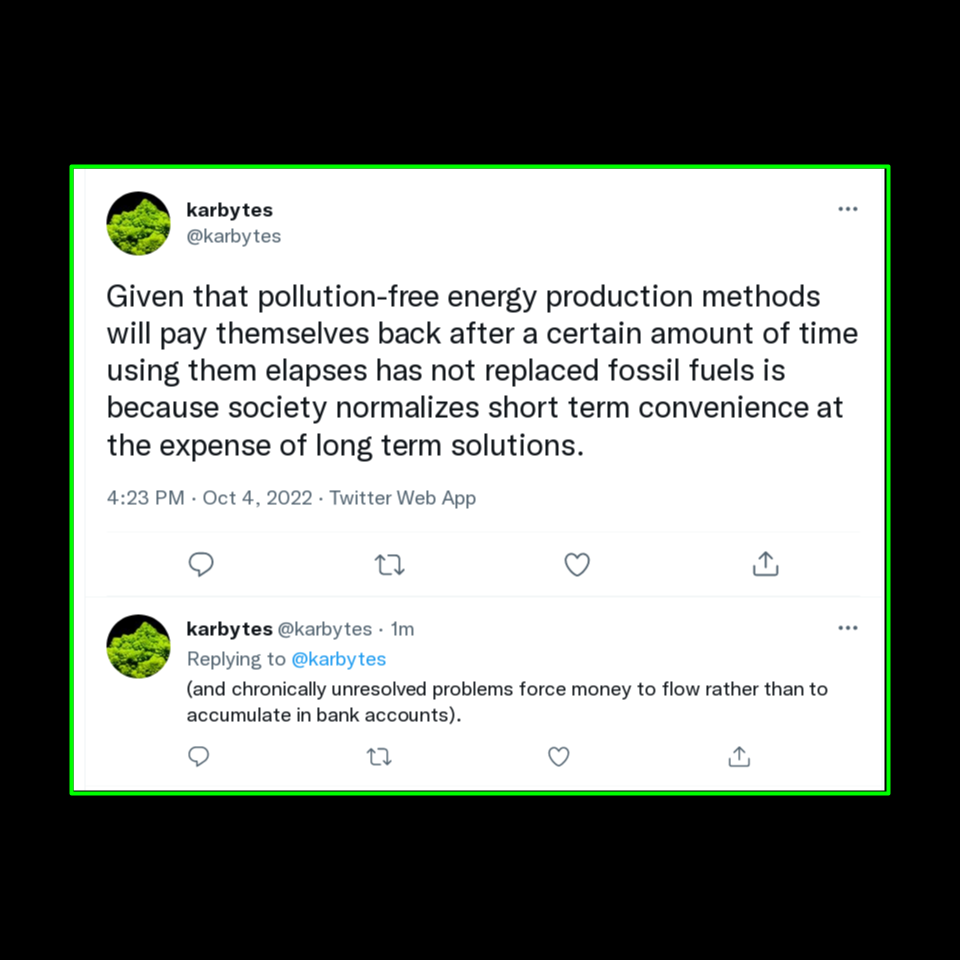 karbytes
@karbytes
Given that pollution-free energy production methods
will pay themselves back after a certain amount of time
using them elapses has not replaced fossil fuels is
because society normalizes short term convenience at
the expense of long term solutions.
4:23 PM · Oct 4, 2022 · Twitter Web App
karbytes @karbytes · 1m
Replying to @karbytes
(and chronically unresolved problems force money to flow rather than to
accumulate in bank accounts).